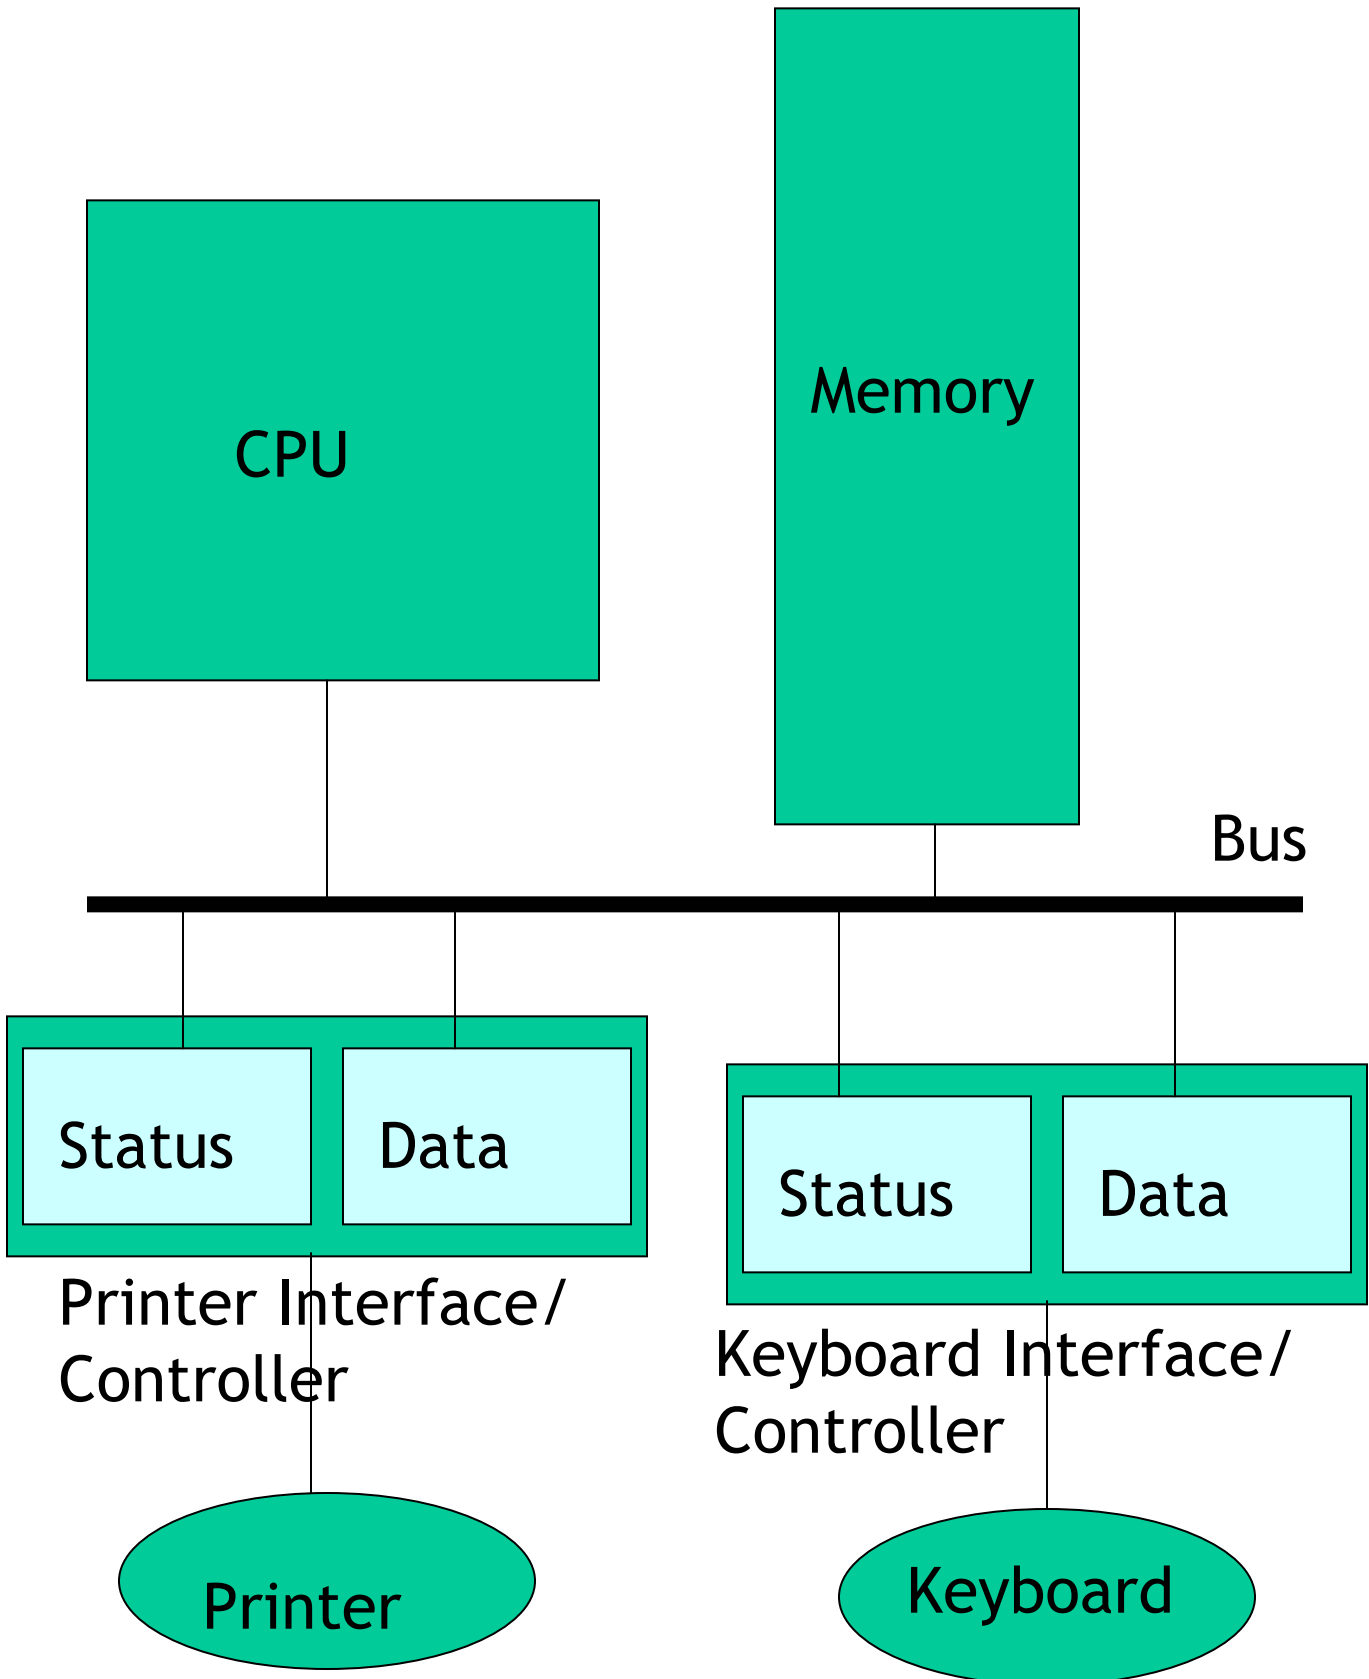 Memory
CPU
Bus
Status
Data
Status
Data
Printer Interface/
Controller
Keyboard Interface/
Controller
Printer
Keyboard